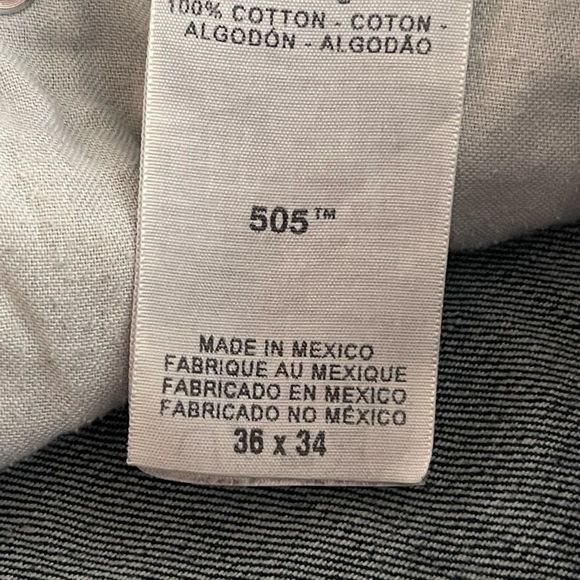 100% COTTON - COTON -
ALGODÓN - ALGODÃO
505™
MADE IN MEXICO
FABRIQUE AU MEXIQUE
FABRICADO EN MEXICO
FABRICADO NO MÉXICO
36 x 34